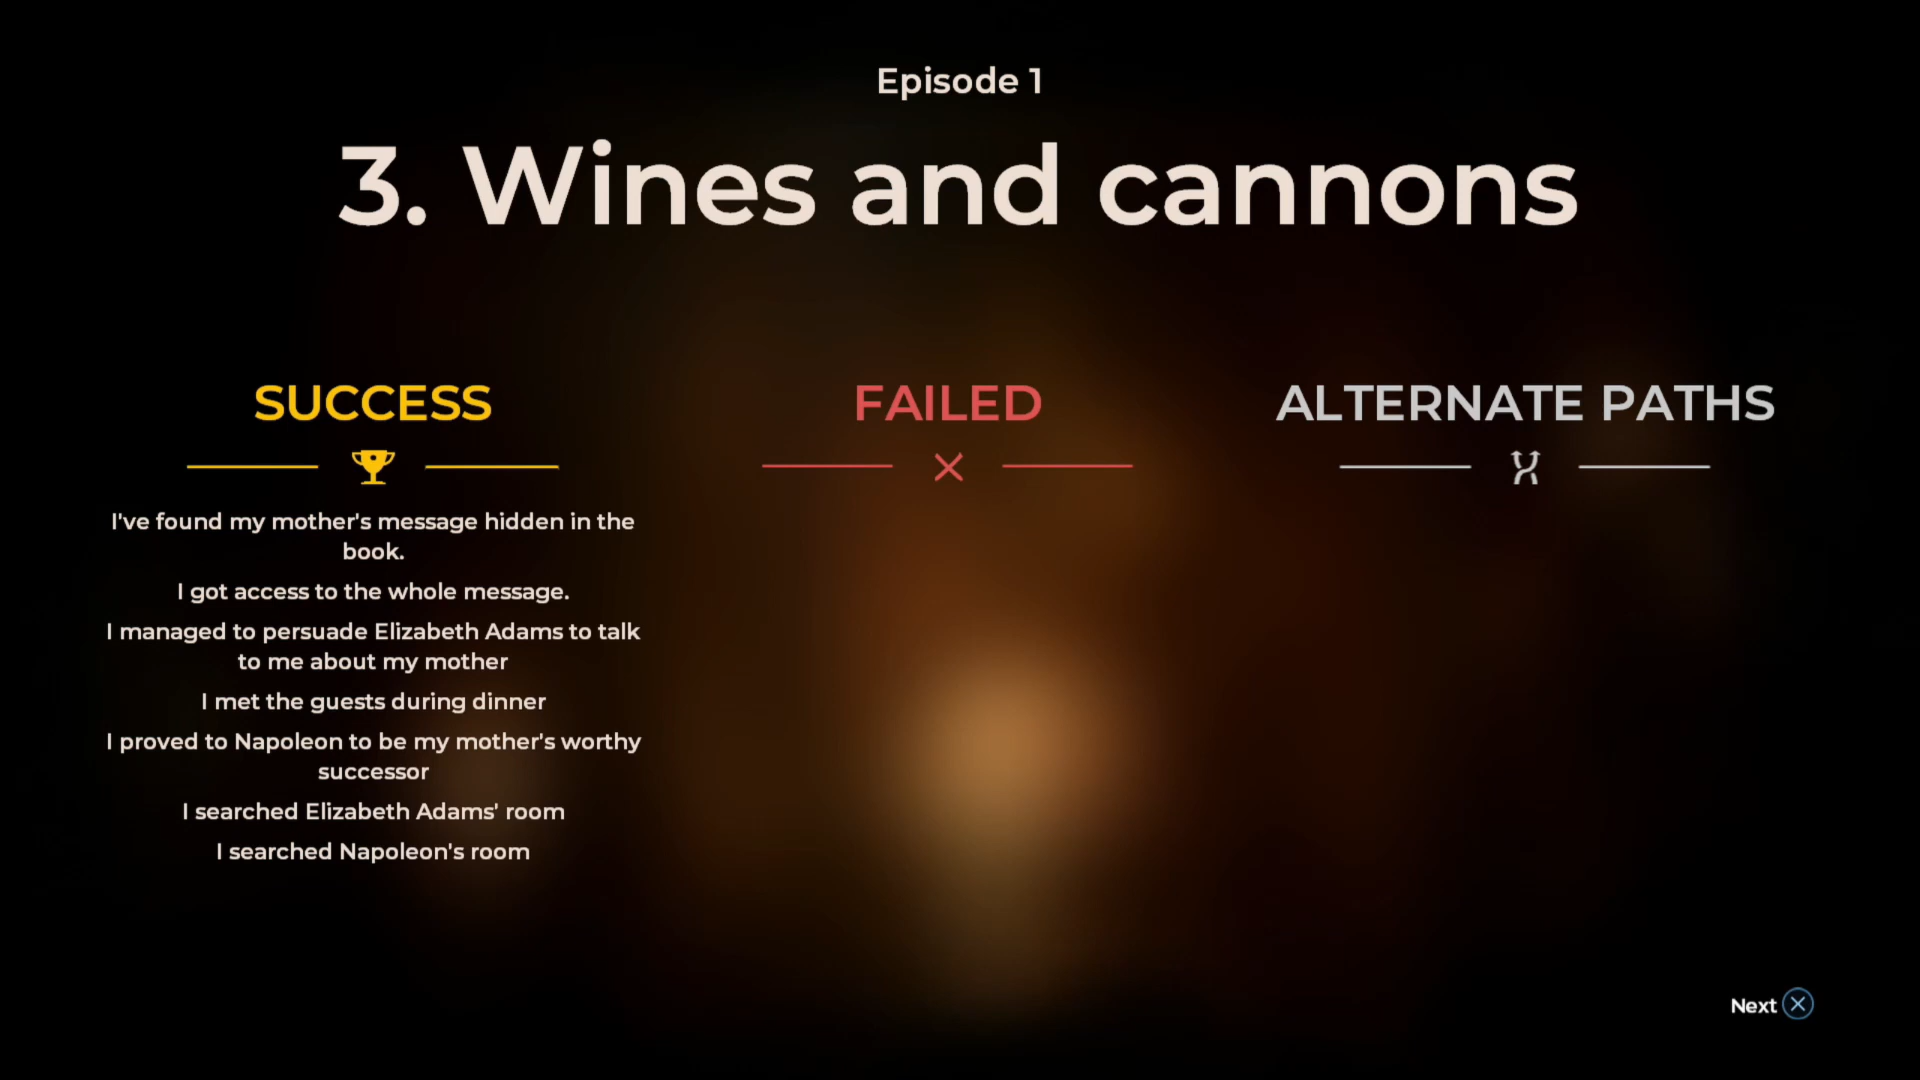 Episode 1
3. Wines and cannons
SUCCESS
I've found my mother's message hidden in the
book.
I got access to the whole message.
I managed to persuade Elizabeth Adams to talk
to me about my mother
I met the guests during dinner
I proved to Napoleon to be my mother's worthy
successor
I searched Elizabeth Adams' room
I searched Napoleon's room
FAILED
ALTERNATE PATHS
Next